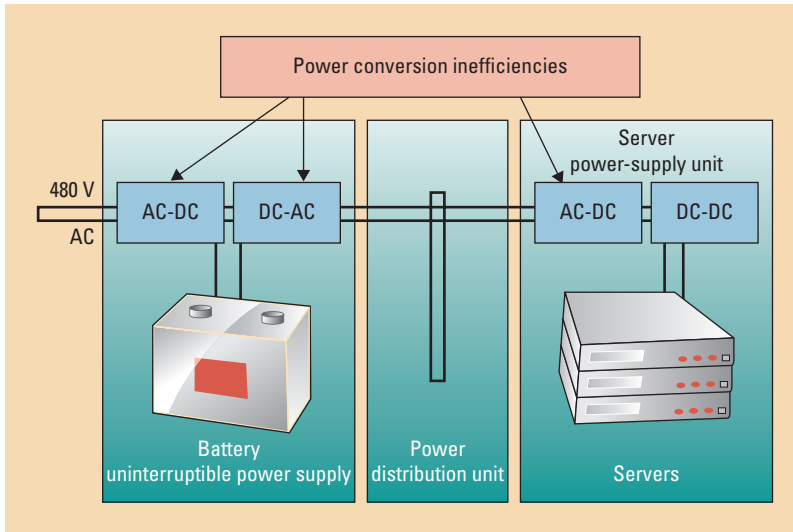 Power conversion inefficiencies
Server
power-supply unit
480 V
AC
AC-DC
DC-AC
AC-DC
DC-DC
Battery
uninterruptible power supply
Power
distribution unit
Servers